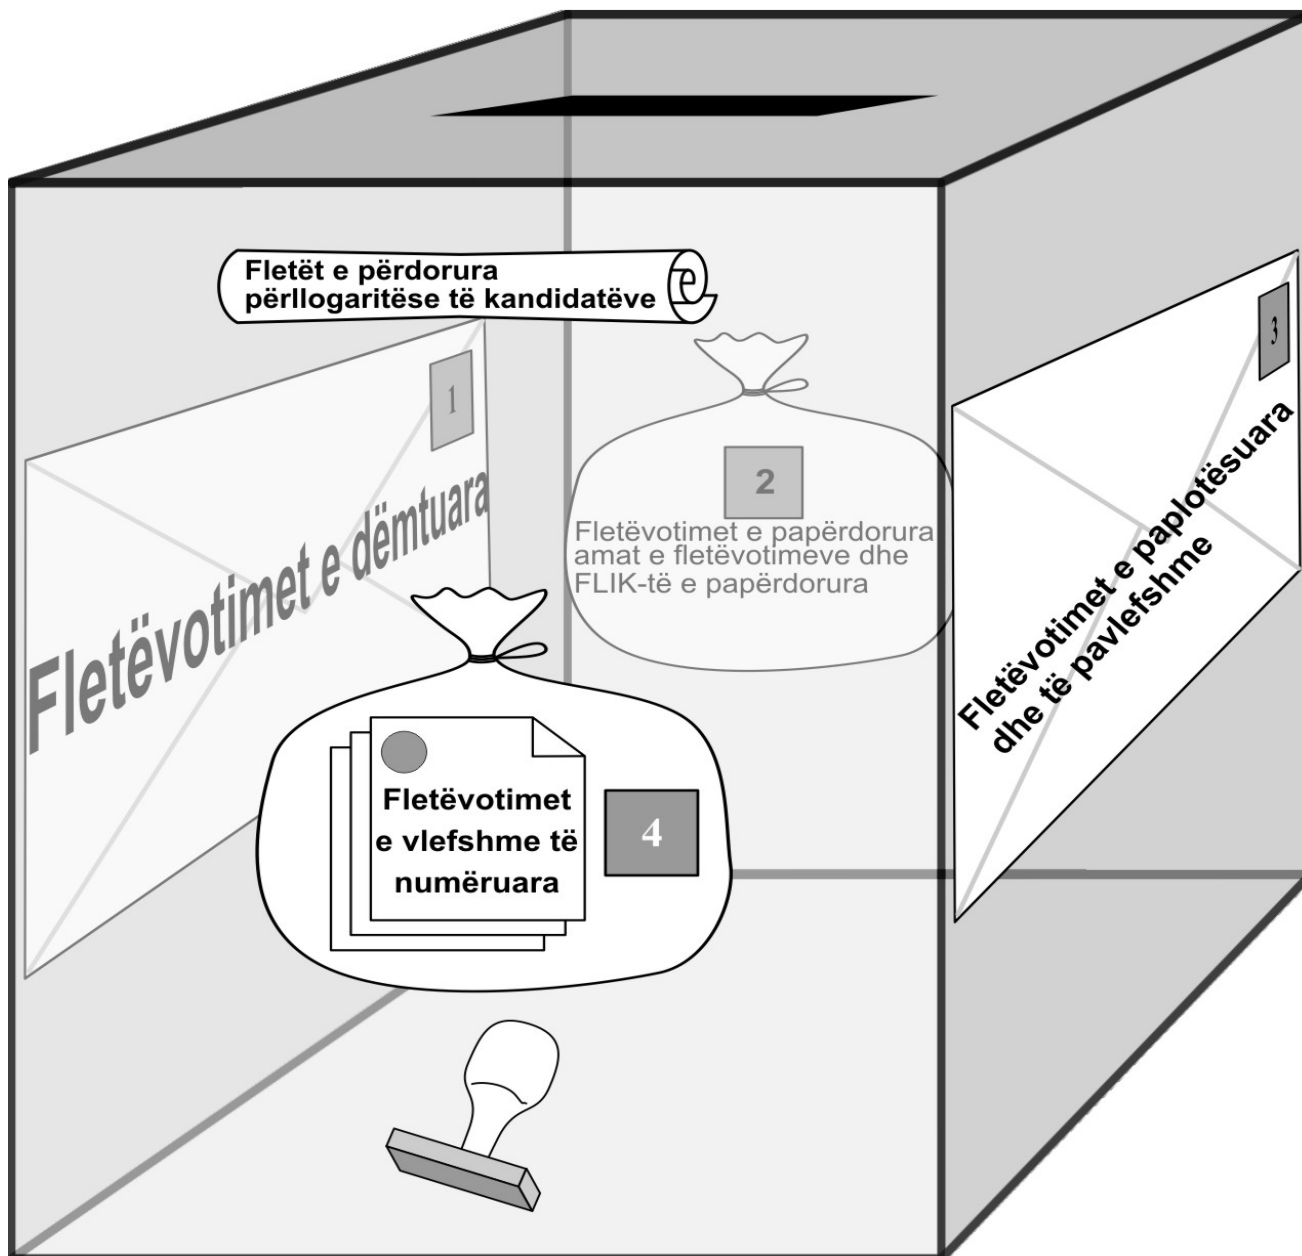 Fletët e përdorura
përllogaritëse të kandidatëve
1
Fletëvotimet e dëmtuara
2
Fletëvotimet e papërdorura
amat e fletëvotimeve dhe
FLIK-të e papërdorura
3
Fletëvotimet e paplotësuara
dhe të pavlefshme
Fletëvotimet
e vlefshme të
numëruara
4